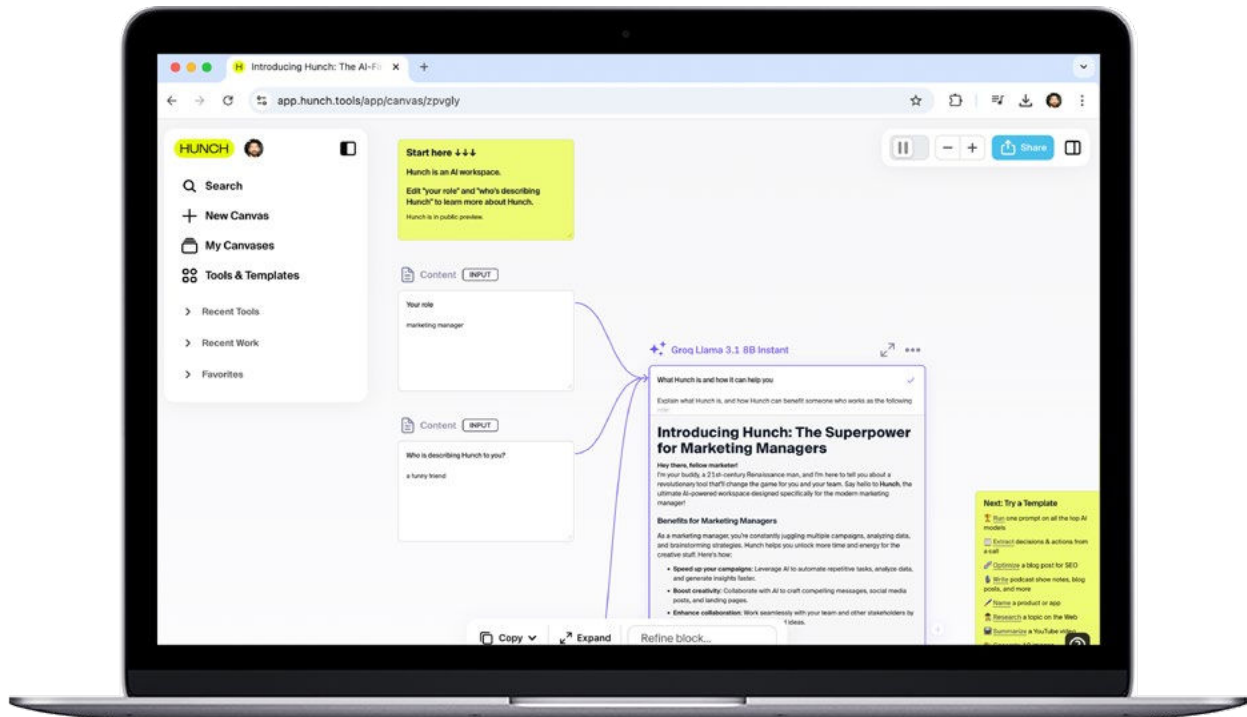 Introducing Hunch: The AI-Fi
app.hunch.tools/app/canvas/zpvgly
HUNCH
Search
New Canvas
My Canvases
Tools & Templates
Recent Tools
Recent Work
Favorites
Start here ↓↓↓
Hunch is an AI workspace.
Edit "your role" and "who's describing
Hunch" to learn more about Hunch.
Hunch is in public preview.
Share
Content INPUT
Your role
marketing manager
Content INPUT
Who is describing Hunch to you?
a funny friend
Groq Llama 3.1 8B Instant
What Hunch is and how it can help you
Explain what Hunch is, and how Hunch can benefit someone who works as the following
role
Introducing Hunch: The Superpower
for Marketing Managers
Hey there, fellow marketer!
I'm your buddy, a 21st-century Renaissance man, and I'm here to tell you about a
revolutionary tool that'll change the game for you and your team. Say hello to Hunch, the
ultimate AI-powered workspace designed specifically for the modern marketing
manager!
Benefits for Marketing Managers
As a marketing manager, you're constantly juggling multiple campaigns, analyzing data,
and brainstorming strategies. Hunch helps you unlock more time and energy for the
creative stuff. Here's how:
• Speed up your campaigns: Leverage AI to automate repetitive tasks, analyze data,
and generate insights faster.
• Boost creativity: Collaborate with AI to craft compelling messages, social media
posts, and landing pages.
• Enhance collaboration: Work seamlessly with your team and other stakeholders by
ideas.
Copy
Expand
Refine block...
Next: Try a Template
Run one prompt on all the top AI
models
Extract decisions & actions from
a call
Optimize a blog post for SEO
Write podcast show notes, blog
posts, and more
Name a product or app
Research a topic on the Web
Summarize a YouTube video